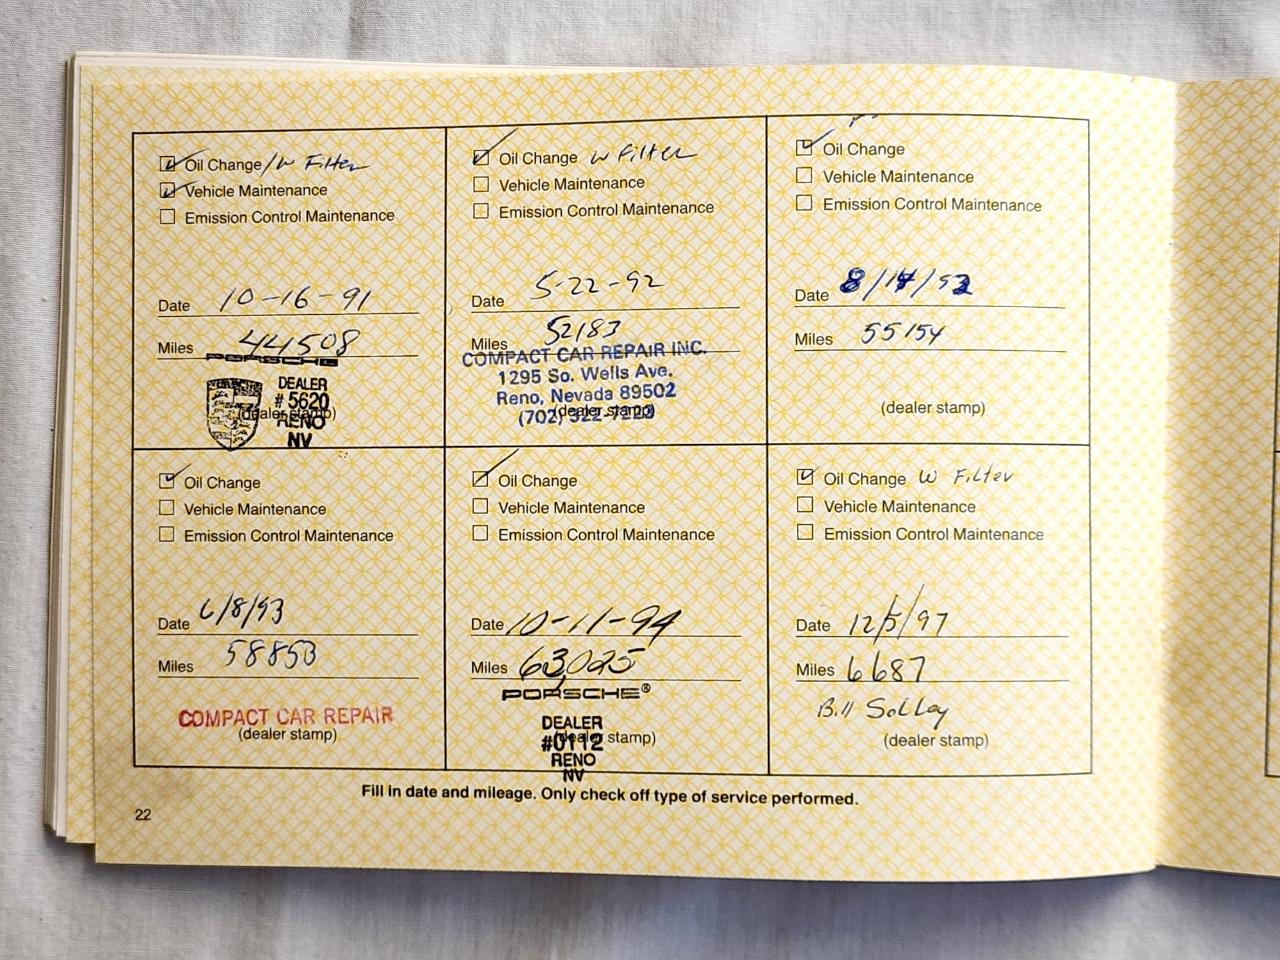 Oil Change/W Filter
Vehicle Maintenance
Emission Control Maintenance
Date 10-16-91
Miles 44508
PORSCHE
DEALER
# 5620
(dealer stamp)
RENO
NV
Oil Change W Filter
Vehicle Maintenance
Emission Control Maintenance
Date 5-22-92
Miles 52183
COMPACT CAR REPAIR INC.
1295 So. Wells Ave.
Reno, Nevada 89502
(dealer stamp)
(702) 322-
Oil Change
Vehicle Maintenance
Emission Control Maintenance
Date
Miles 55154
(dealer stamp)
Oil Change
Vehicle Maintenance
Emission Control Maintenance
Date 6/8/93
Miles 58853
COMPACT CAR REPAIR
(dealer stamp)
Oil Change
Vehicle Maintenance
Emission Control Maintenance
Date 10-11-94
Miles 63,025
PORSCHE®
DEALER
#0112 (dealer stamp)
RENO
NV
Oil Change W Filter
Vehicle Maintenance
Emission Control Maintenance
Date 12/5/97
Miles 6687
Bill
(dealer stamp)
Fill in date and mileage. Only check off type of service performed.
22